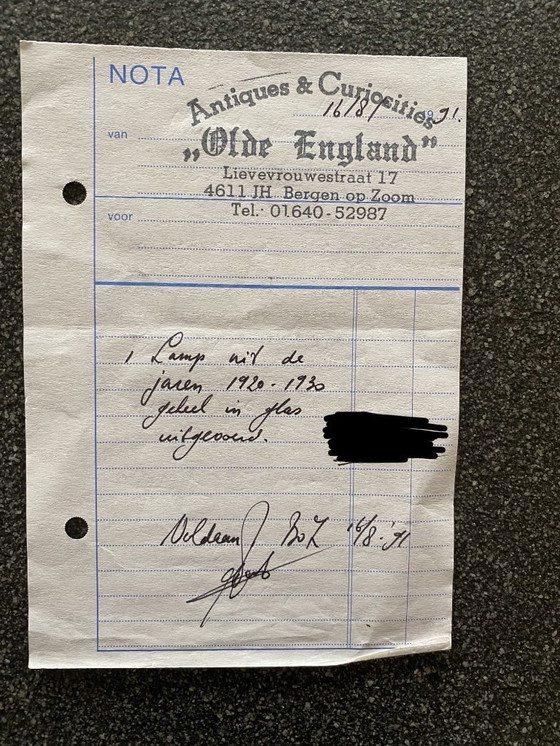 NOTA
Antiques & Curiosities
16/8/ 1991.
van
„Olde England”
Lievevrouwestraat 17
4611 JH Bergen op Zoom
voor
Tel.: 01640-52987
1 Lamp uit de
jaren 1920-1930
geheel in glas
uitgevoerd.
Voldaan BoZ 16/8-'91